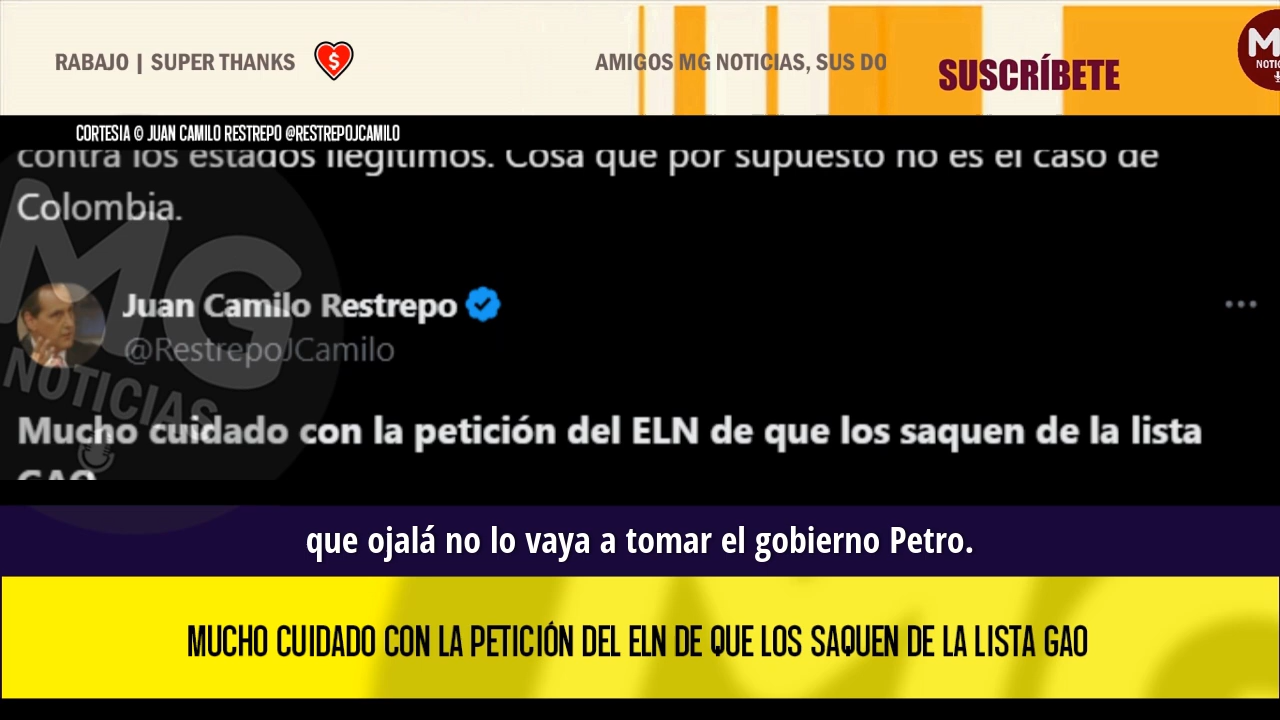 RABAJO | SUPER THANKS
AMIGOS MG NOTICIAS, SUS DO
SUSCRÍBETE
CORTESIA © JUAN CAMILO RESTREPO @RESTREPOJCAMILO
contra los estados ilegítimos. Cosa que por supuesto no es el caso de
Colombia.
Juan Camilo Restrepo
@RestrepoJCamilo
MG
NOTICIAS
Mucho cuidado con la petición del ELN de que los saquen de la lista
GAO
que ojalá no lo vaya a tomar el gobierno Petro.
MUCHO CUIDADO CON LA PETICIÓN DEL ELN DE QUE LOS SAQUEN DE LA LISTA GAO